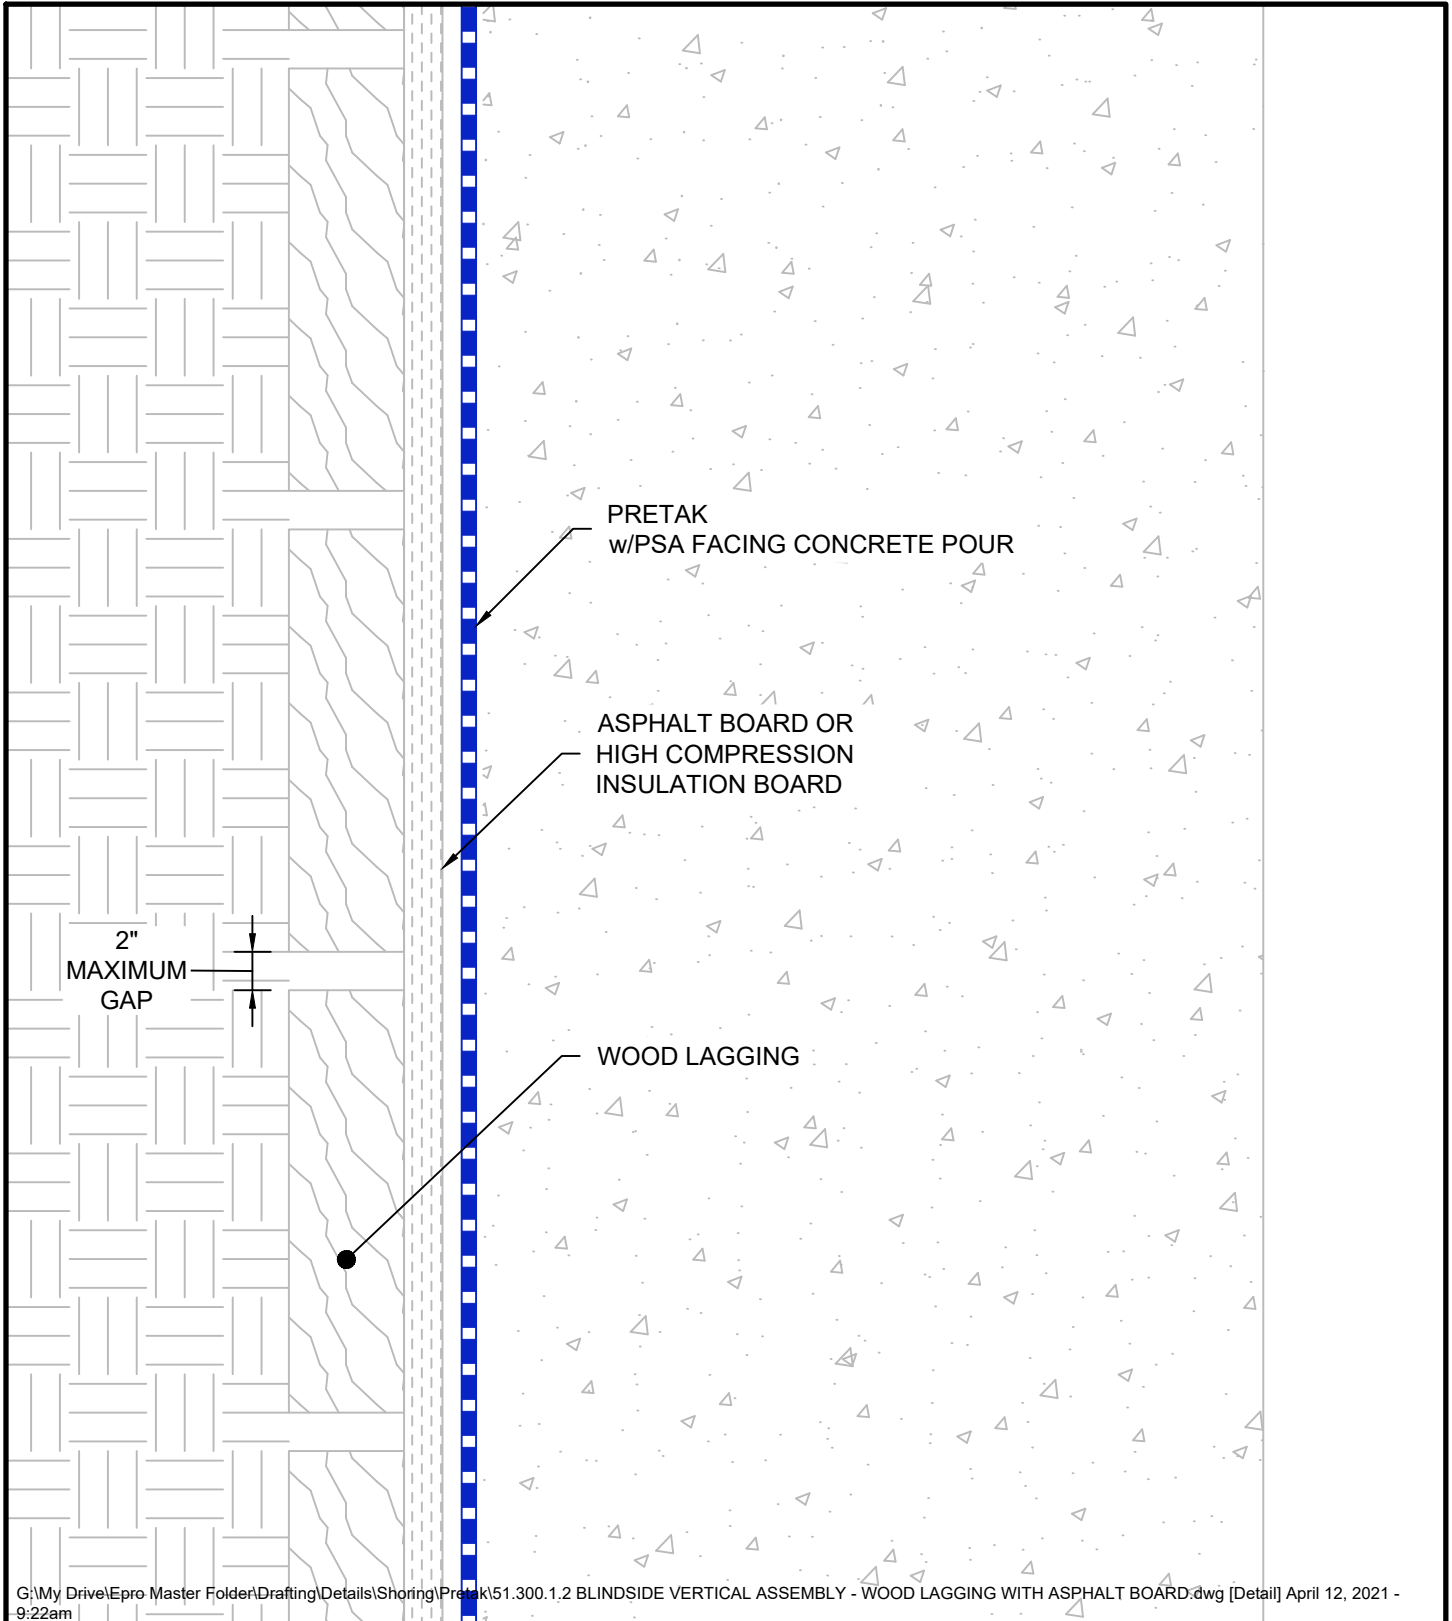 PRETAK
w/PSA FACING CONCRETE POUR
ASPHALT BOARD OR
HIGH COMPRESSION
INSULATION BOARD
2"
MAXIMUM
GAP
WOOD LAGGING
G:\My Drive\Epro Master Folder\Drafting\Details\Shoring\Pretak\51.300.1.2 BLINDSIDE VERTICAL ASSEMBLY - WOOD LAGGING WITH ASPHALT BOARD.dwg [Detail] April 12, 2021 -
9:22am